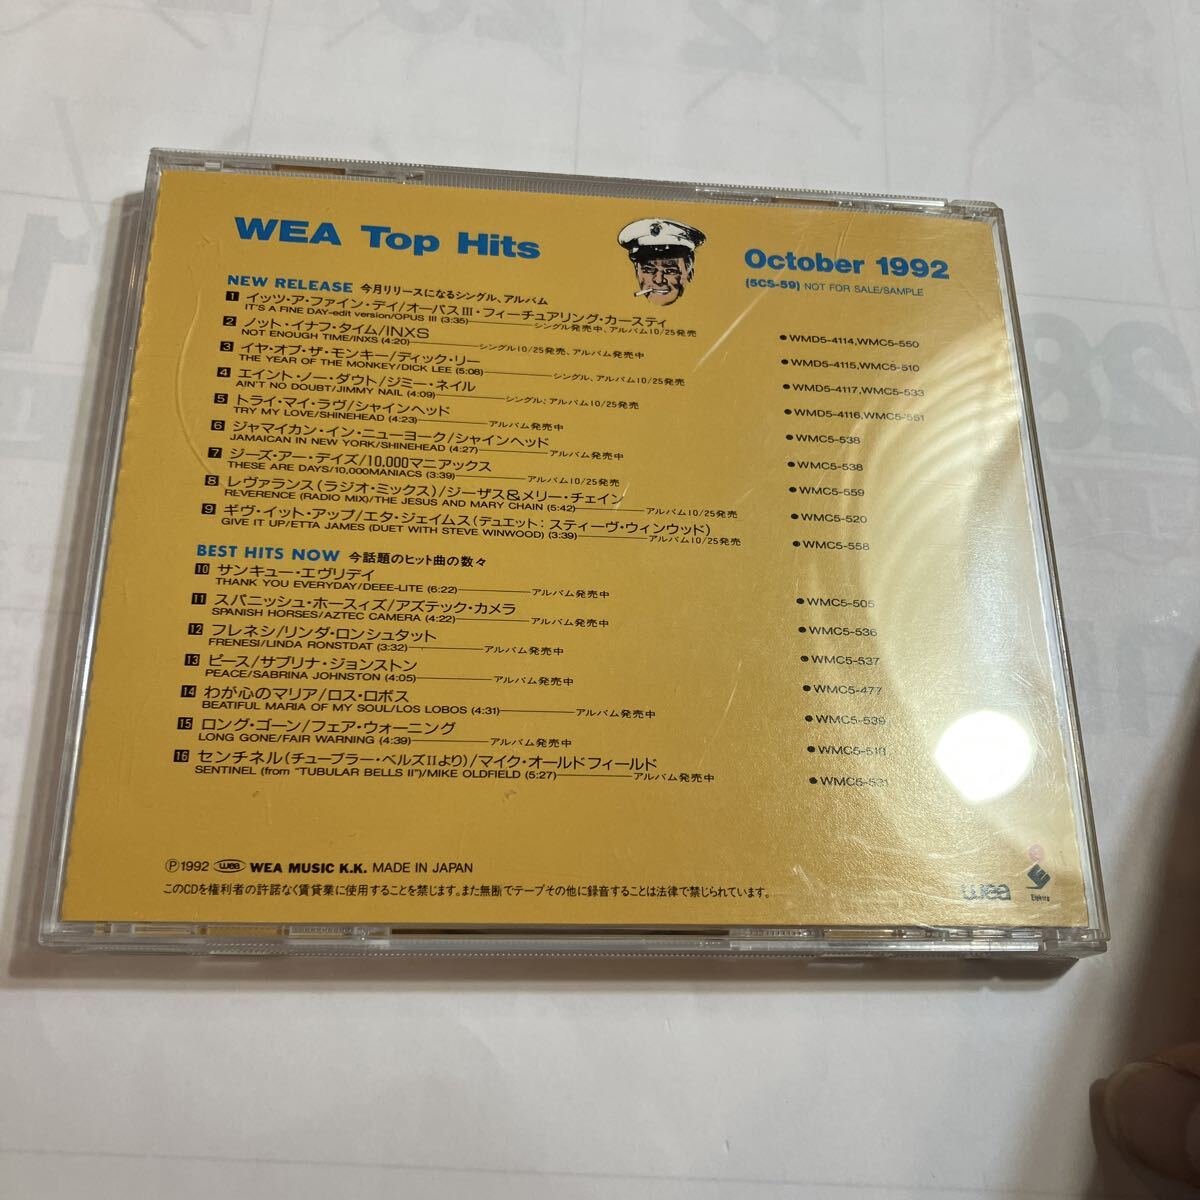 WEA Top Hits
October 1992
(5CS-59) NOT FOR SALE/SAMPLE
NEW RELEASE 今月リリースになるシングル、アルバム
1 イッツ・ア・ファイン・デイ/オーパスIII・フィーチュアリング・カースティ
IT'S A FINE DAY-edit version/OPUS III (3:35) シングル発売中、アルバム10/25発売 ●WMD5-4114,WMC5-550
2 ノット・イナフ・タイム/INXS
NOT ENOUGH TIME/INXS (4:20) シングル10/25発売、アルバム発売中 ●WMD5-4115,WMC5-510
3 イヤ・オブ・ザ・モンキー/ディック・リー
THE YEAR OF THE MONKEY/DICK LEE (5:08) シングル、アルバム10/25発売 ●WMD5-4117,WMC5-533
4 エイント・ノー・ダウト/ジミー・ネイル
AIN'T NO DOUBT/JIMMY NAIL (4:09) シングル、アルバム10/25発売 ●WMD5-4116,WMC5-551
5 トライ・マイ・ラヴ/シャインヘッド
TRY MY LOVE/SHINEHEAD (4:23) アルバム発売中 ●WMC5-538
6 ジャマイカン・イン・ニューヨーク/シャインヘッド
JAMAICAN IN NEW YORK/SHINEHEAD (4:27) アルバム発売中 ●WMC5-538
7 ジーズ・アー・デイズ/10,000マニアックス
THESE ARE DAYS/10,000MANIACS (3:39) アルバム10/25発売 ●WMC5-559
8 レヴァランス(ラジオ・ミックス)/ジーザス&メリー・チェイン
REVERENCE (RADIO MIX)/THE JESUS AND MARY CHAIN (5:42) アルバム10/25発売 ●WMC5-520
9 ギヴ・イット・アップ/エタ・ジェイムス(デュエット:スティーヴ・ウィンウッド)
GIVE IT UP/ETTA JAMES (DUET WITH STEVE WINWOOD) (3:39) アルバム10/25発売 ●WMC5-558
BEST HITS NOW 今話題のヒット曲の数々
10 サンキュー・エヴリデイ
THANK YOU EVERYDAY/DEEE-LITE (6:22) アルバム発売中 ●WMC5-505
11 スパニッシュ・ホースィズ/アズテック・カメラ
SPANISH HORSES/AZTEC CAMERA (4:22) アルバム発売中 ●WMC5-536
12 フレネシ/リンダ・ロンシュタット
FRENESI/LINDA RONSTDAT (3:32) アルバム発売中 ●WMC5-537
13 ピース/サブリナ・ジョンストン
PEACE/SABRINA JOHNSTON (4:05) アルバム発売中 ●WMC5-477
14 わが心のマリア/ロス・ロボス
BEATIFUL MARIA OF MY SOUL/LOS LOBOS (4:31) アルバム発売中 ●WMC5-539
15 ロング・ゴーン/フェア・ウォーニング
LONG GONE/FAIR WARNING (4:39) アルバム発売中 ●WMC5-518
16 センチネル(チューブラー・ベルズIIより)/マイク・オールドフィールド
SENTINEL (from "TUBULAR BELLS II")/MIKE OLDFIELD (5:27) アルバム発売中 ●WMC5-531
Ⓟ1992 wea WEA MUSIC K.K. MADE IN JAPAN
このCDを権利者の許諾なく賃貸業に使用することを禁じます。また無断でテープその他に録音することは法律で禁じられています。
wea
Elektra